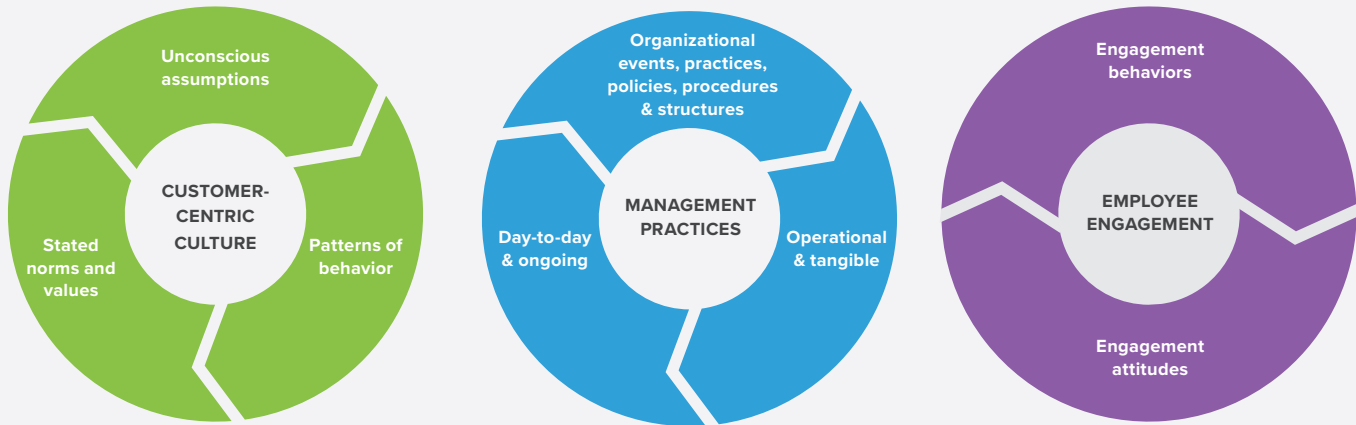 Unconscious
assumptions
CUSTOMER-
CENTRIC
CULTURE
Stated
norms and
values
Patterns of
behavior
Organizational
events, practices,
policies, procedures
& structures
MANAGEMENT
PRACTICES
Day-to-day
& ongoing
Operational
& tangible
Engagement
behaviors
EMPLOYEE
ENGAGEMENT
Engagement
attitudes